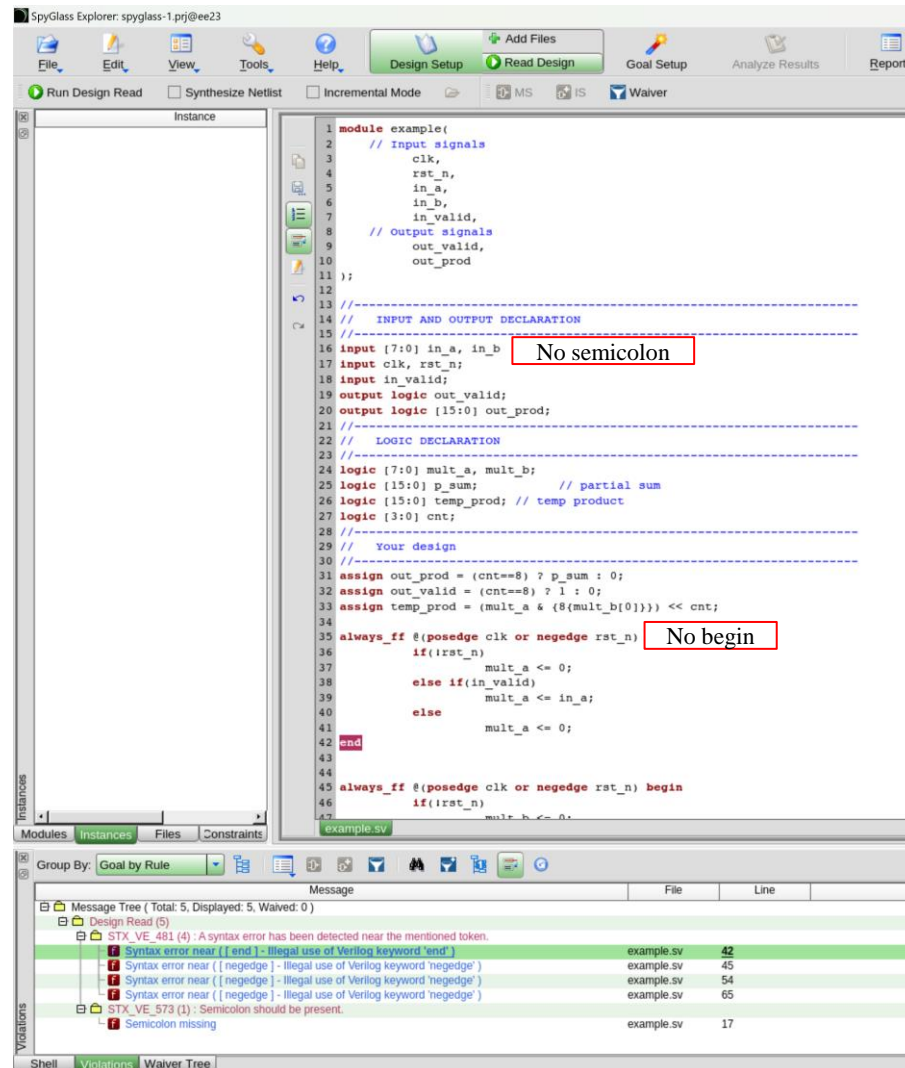 SpyGlass Explorer: spyglass-1.prj@ee23
File Edit View Tools Help Design Setup Add Files Read Design Goal Setup Analyze Results Report
Run Design Read Synthesize Netlist Incremental Mode MS IS Waiver
Instance
1 module example(
2 // Input signals
3 clk,
4 rst_n,
5 in_a,
6 in_b,
7 in_valid,
8 // Output signals
9 out_valid,
10 out_prod
11 );
12
13 //----------------------------------------------------------------------
14 // INPUT AND OUTPUT DECLARATION
15 //----------------------------------------------------------------------
16 input [7:0] in_a, in_b No semicolon
17 input clk, rst_n;
18 input in_valid;
19 output logic out_valid;
20 output logic [15:0] out_prod;
21 //----------------------------------------------------------------------
22 // LOGIC DECLARATION
23 //----------------------------------------------------------------------
24 logic [7:0] mult_a, mult_b;
25 logic [15:0] p_sum; // partial sum
26 logic [15:0] temp_prod; // temp product
27 logic [3:0] cnt;
28 //----------------------------------------------------------------------
29 // Your design
30 //----------------------------------------------------------------------
31 assign out_prod = (cnt==8) ? p_sum : 0;
32 assign out_valid = (cnt==8) ? 1 : 0;
33 assign temp_prod = (mult_a & {8{mult_b[0]}}) << cnt;
34
35 always_ff @(posedge clk or negedge rst_n) No begin
36 if(!rst_n)
37 mult_a <= 0;
38 else if(in_valid)
39 mult_a <= in_a;
40 else
41 mult_a <= 0;
42 end
43
44
45 always_ff @(posedge clk or negedge rst_n) begin
46 if(!rst_n)
47 mult_b <= 0;
Instances
Modules Instances Files Constraints
example.sv
Group By: Goal by Rule
Message File Line
Message Tree ( Total: 5, Displayed: 5, Waived: 0 )
Design Read (5)
STX_VE_481 (4) : A syntax error has been detected near the mentioned token.
Syntax error near ( [ end ] - Illegal use of Verilog keyword 'end' ) example.sv 42
Syntax error near ( [ negedge ] - Illegal use of Verilog keyword 'negedge' ) example.sv 45
Syntax error near ( [ negedge ] - Illegal use of Verilog keyword 'negedge' ) example.sv 54
Syntax error near ( [ negedge ] - Illegal use of Verilog keyword 'negedge' ) example.sv 65
STX_VE_573 (1) : Semicolon should be present.
Semicolon missing example.sv 17
Violations
Shell Violations Waiver Tree